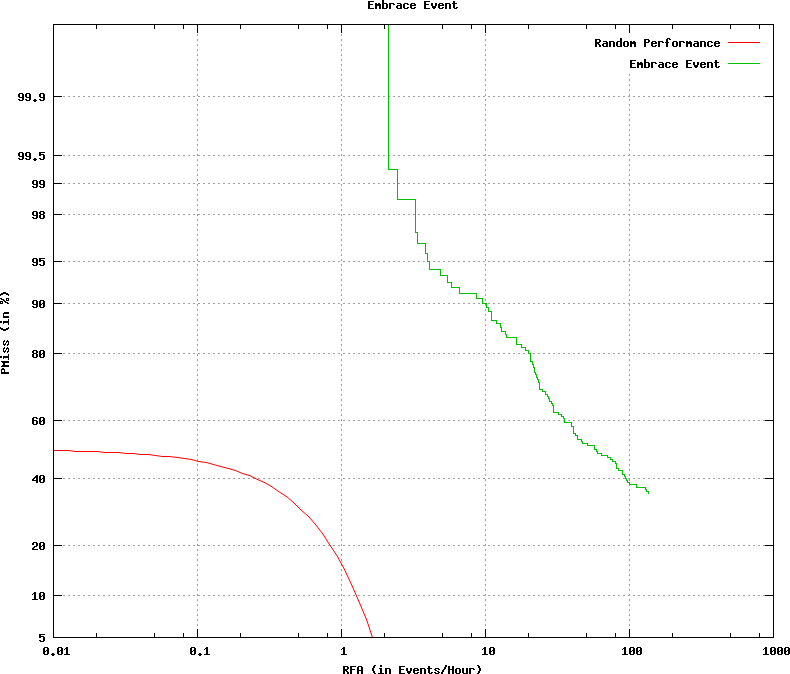 Embrace Event
Random Performance
Embrace Event
99.9
99.5
99
98
95
90
80
60
40
20
10
5
PMiss (in %)
0.01 0.1 1 10 100 1000
RFA (in Events/Hour)